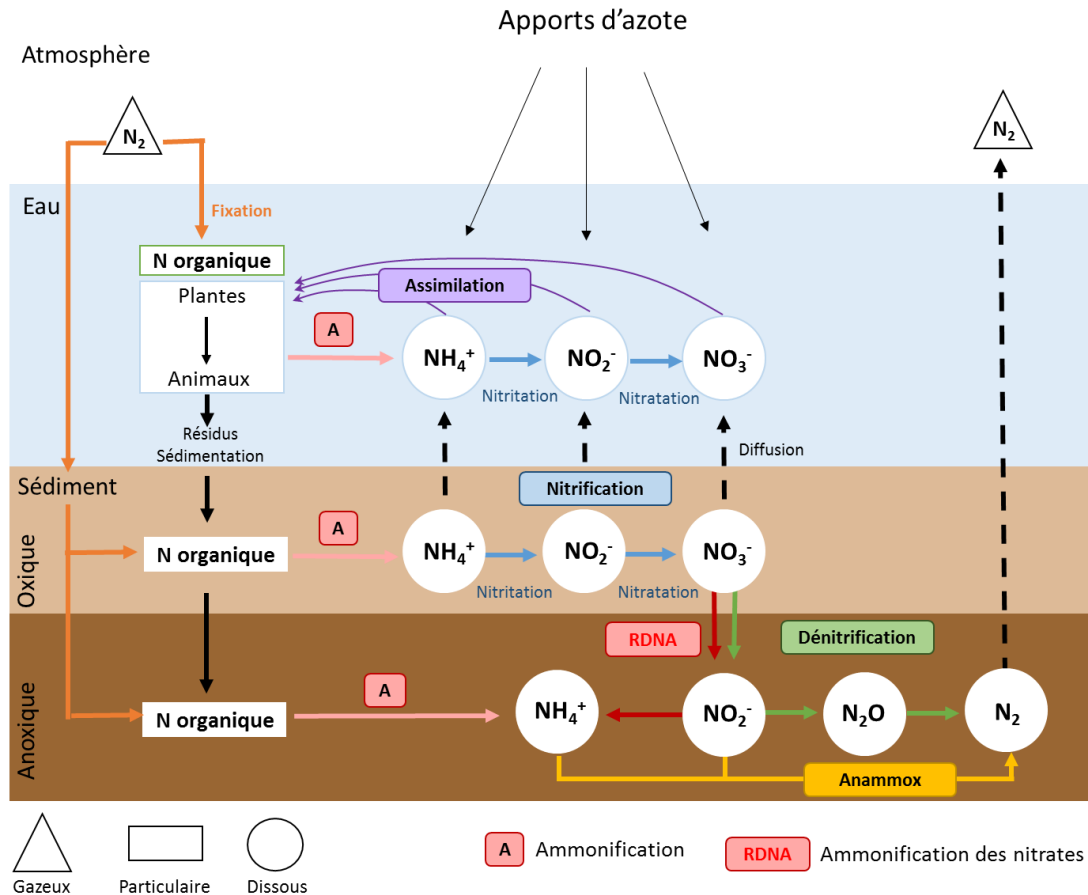 Apports d'azote
Atmosphère
N₂
N₂
Eau
Fixation
N organique
Plantes
Animaux
Assimilation
A
NH₄⁺
NO₂⁻
NO₃⁻
Nitritation
Nitratation
Résidus
Sédimentation
Diffusion
Sédiment
Nitrification
Oxique
N organique
A
NH₄⁺
NO₂⁻
NO₃⁻
Nitritation
Nitratation
RDNA
Dénitrification
Anoxique
N organique
A
NH₄⁺
NO₂⁻
N₂O
N₂
Anammox
Gazeux
Particulaire
Dissous
A
Ammonification
RDNA
Ammonification des nitrates